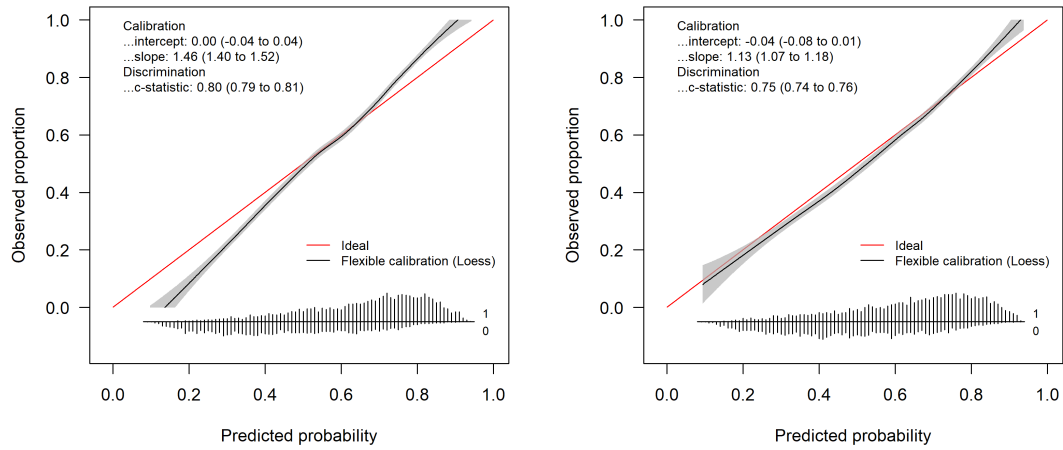 Calibration
...intercept: 0.00 (-0.04 to 0.04)
...slope: 1.46 (1.40 to 1.52)
Discrimination
...c-statistic: 0.80 (0.79 to 0.81)
1.0
0.8
0.6
0.4
0.2
0.0
Observed proportion
Ideal
Flexible calibration (Loess)
1
0
0.0 0.2 0.4 0.6 0.8 1.0
Predicted probability
Calibration
...intercept: -0.04 (-0.08 to 0.01)
...slope: 1.13 (1.07 to 1.18)
Discrimination
...c-statistic: 0.75 (0.74 to 0.76)
1.0
0.8
0.6
0.4
0.2
0.0
Observed proportion
Ideal
Flexible calibration (Loess)
1
0
0.0 0.2 0.4 0.6 0.8 1.0
Predicted probability